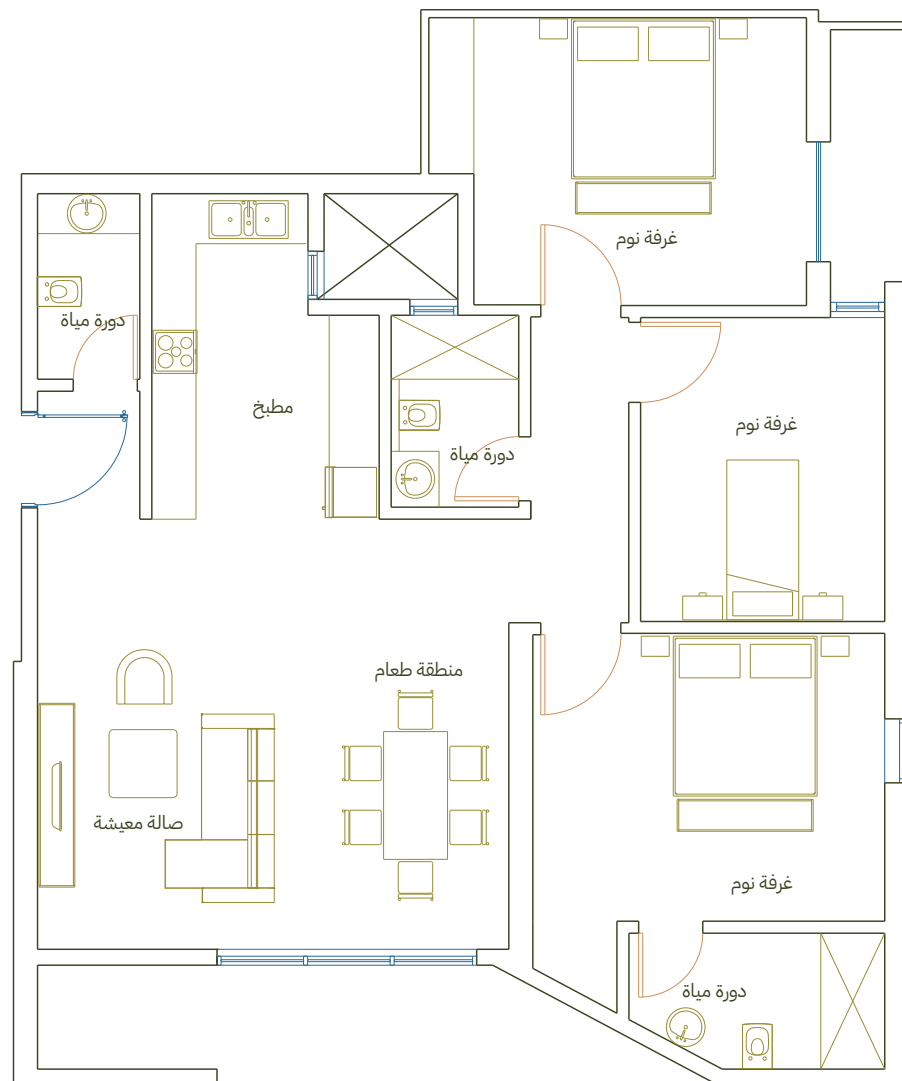 غرفة نوم
دورة مياة
مطبخ
غرفة نوم
دورة مياة
منطقة طعام
صالة معيشة
غرفة نوم
دورة مياة